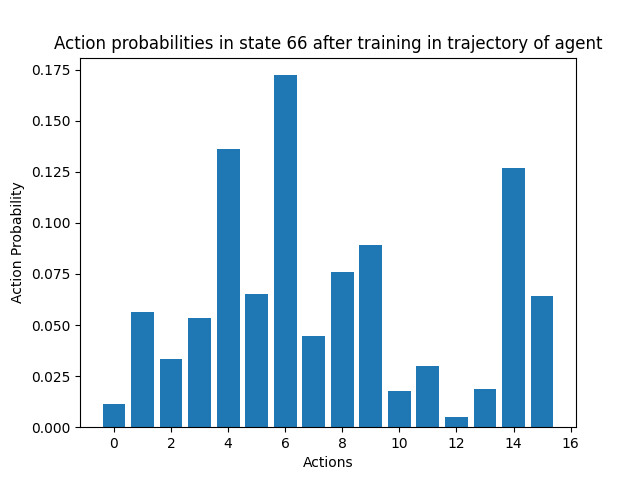 Action probabilities in state 66 after training in trajectory of agent
0.175
0.150
0.125
0.100
0.075
0.050
0.025
0.000
Action Probability
0 2 4 6 8 10 12 14 16
Actions